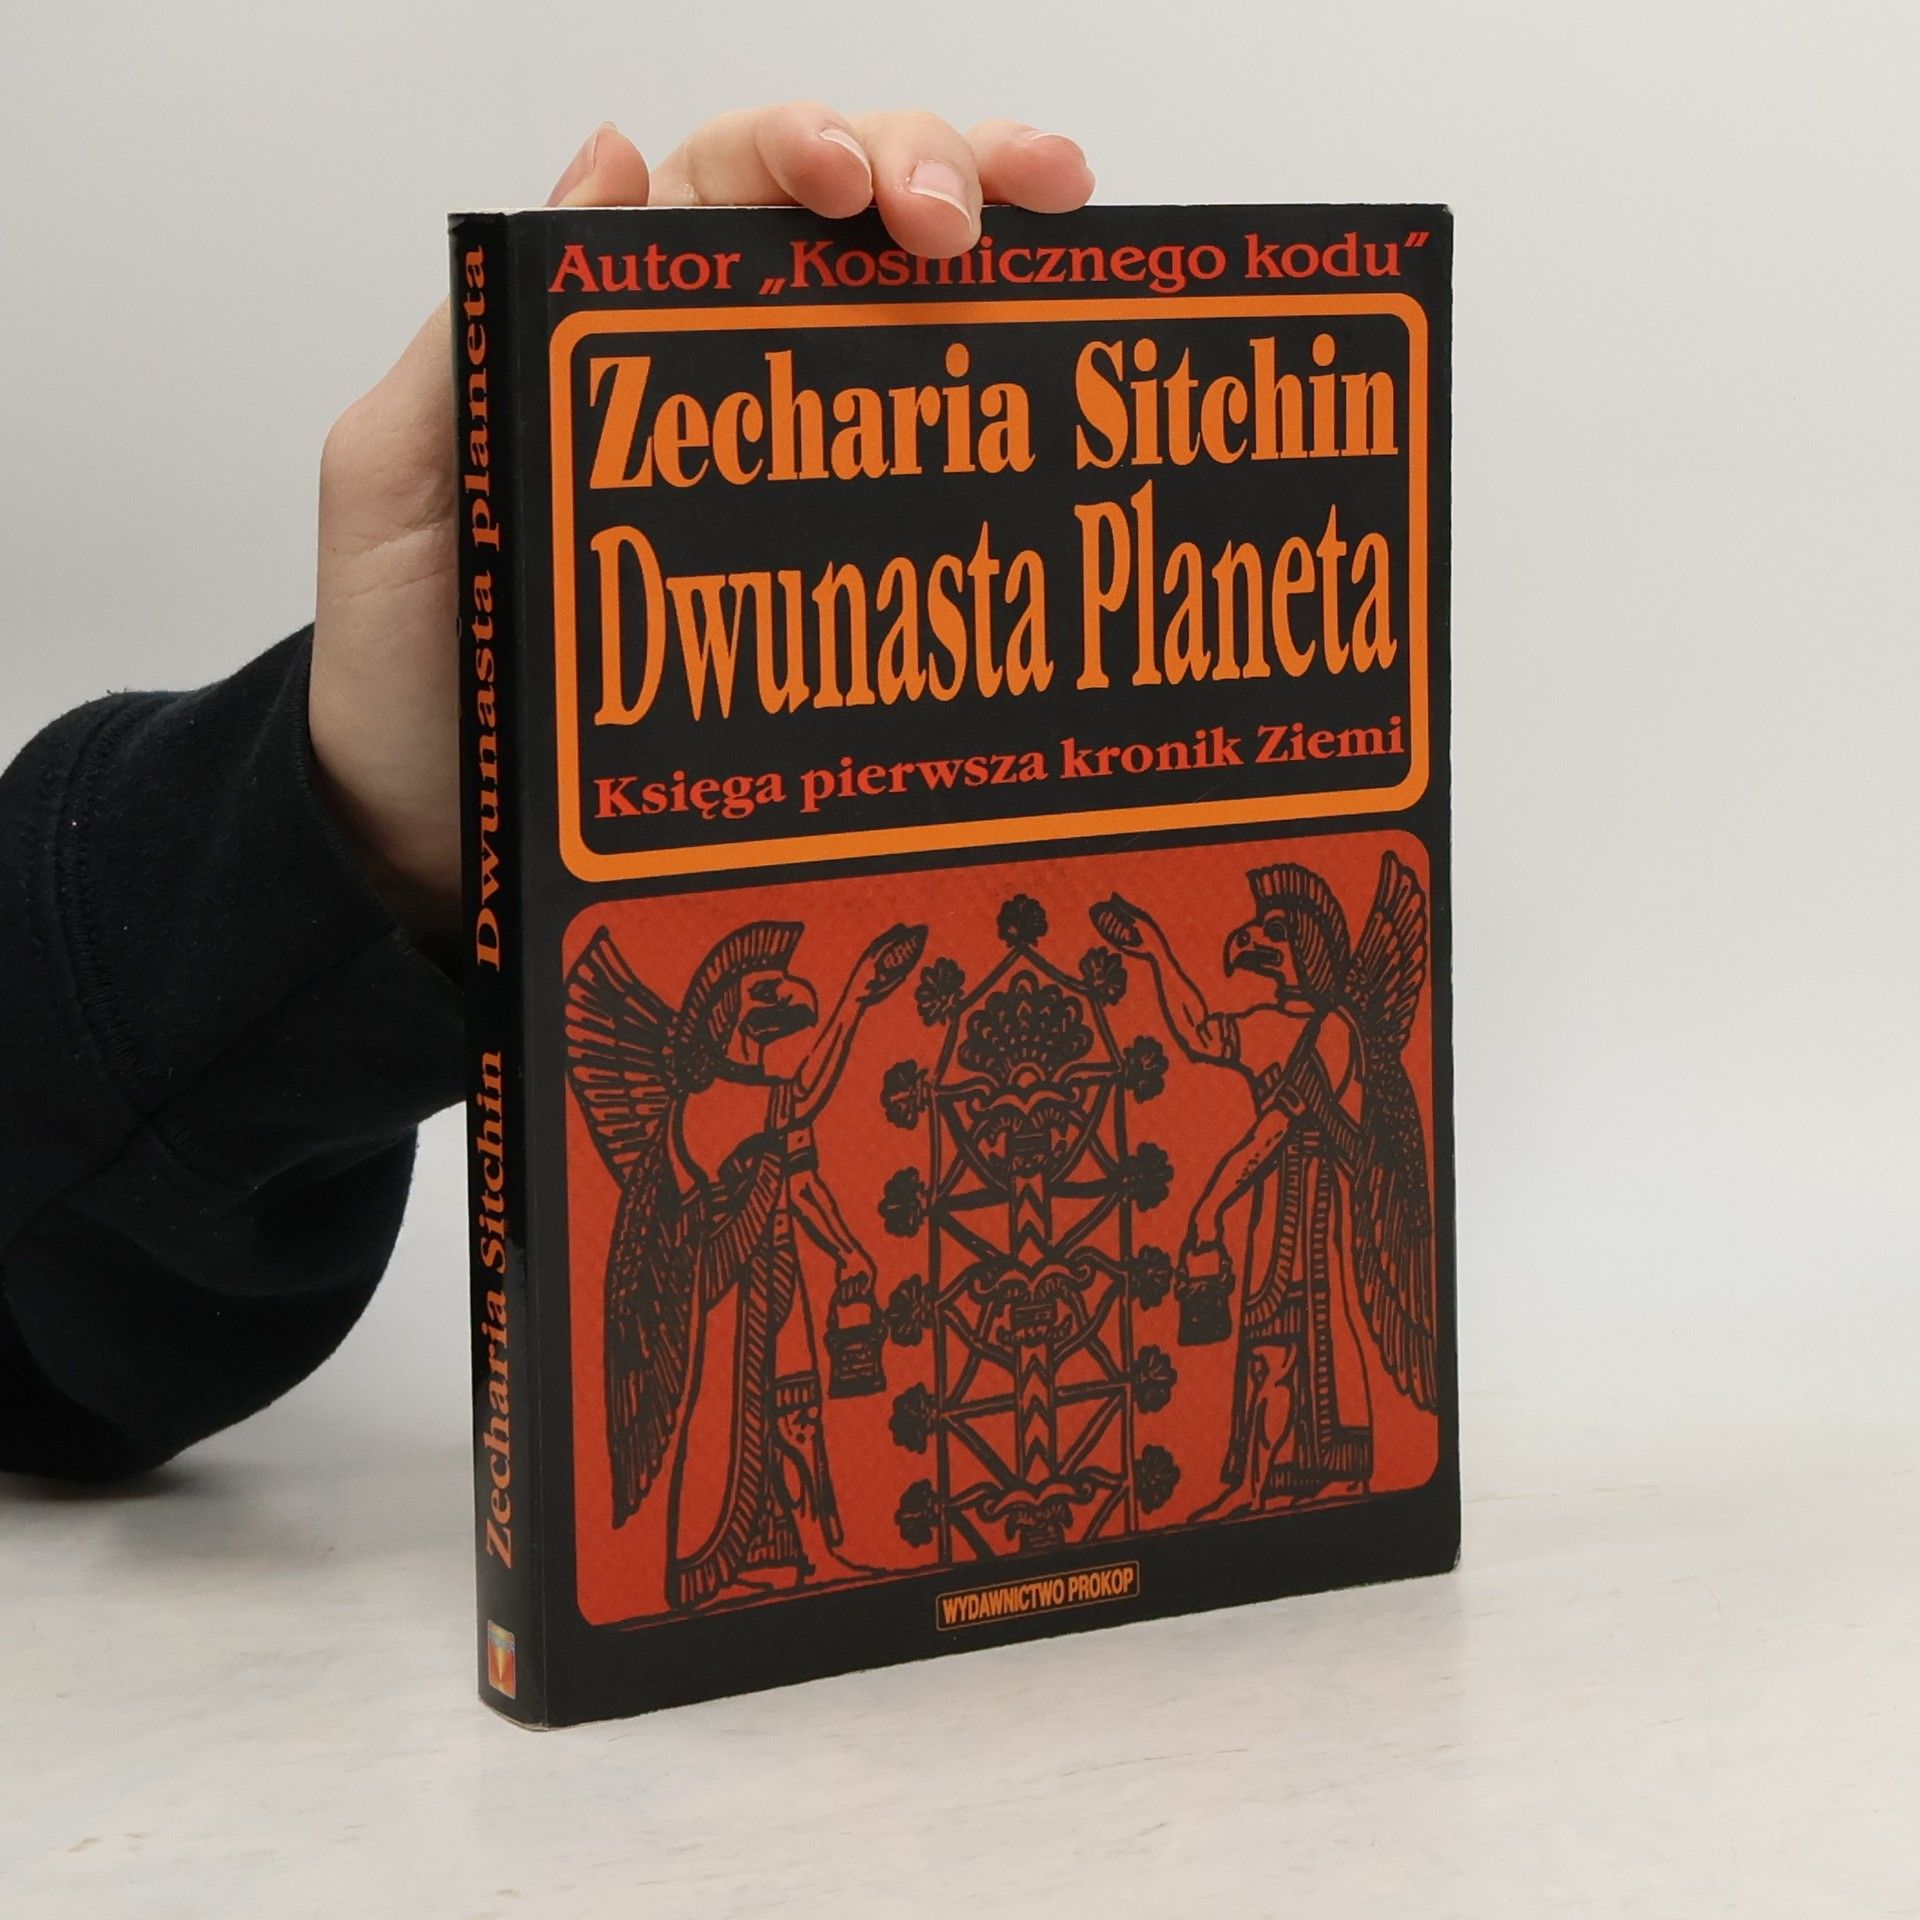 Autor „Kosmicznego kodu”
Zecharia Sitchin
Dwunasta Planeta
Księga pierwsza kronik Ziemi
WYDAWNICTWO PROKOP
Zecharia Sitchin Dwunasta planeta